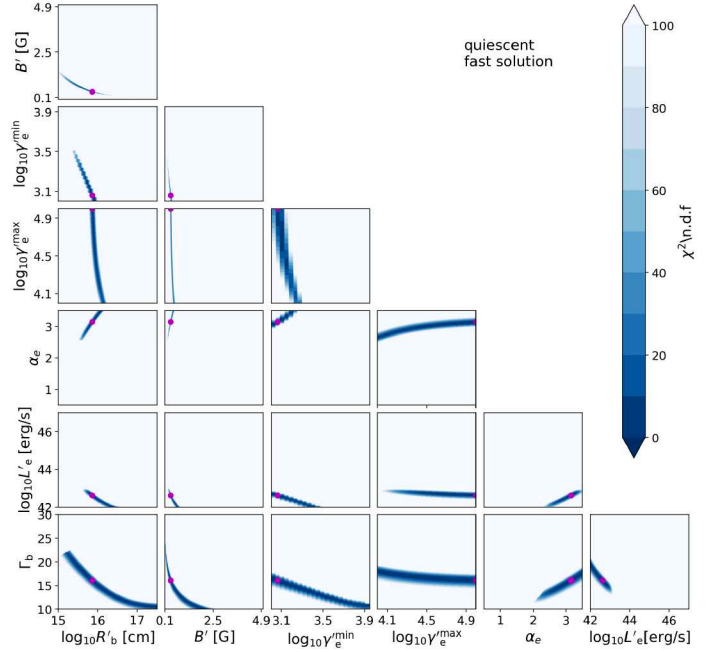 4.9
2.5
0.1
B′ [G]
quiescent
fast solution
100
80
60
40
20
0
χ²\n.d.f
3.9
3.5
3.1
log₁₀γ′ₑᵐⁱⁿ
4.9
4.5
4.1
log₁₀γ′ₑᵐᵃˣ
3
2
1
αₑ
46
44
42
log₁₀L′ₑ [erg/s]
30
25
20
15
10
Γ_b
15 16 17 0.1 4.9 3.1 3.9 4.1 4.5 4.9 1 2 3 42 43 44 46
log₁₀R′_b [cm] B′ [G] log₁₀γ′ₑᵐⁱⁿ log₁₀γ′ₑᵐᵃˣ αₑ log₁₀L′ₑ[erg/s]